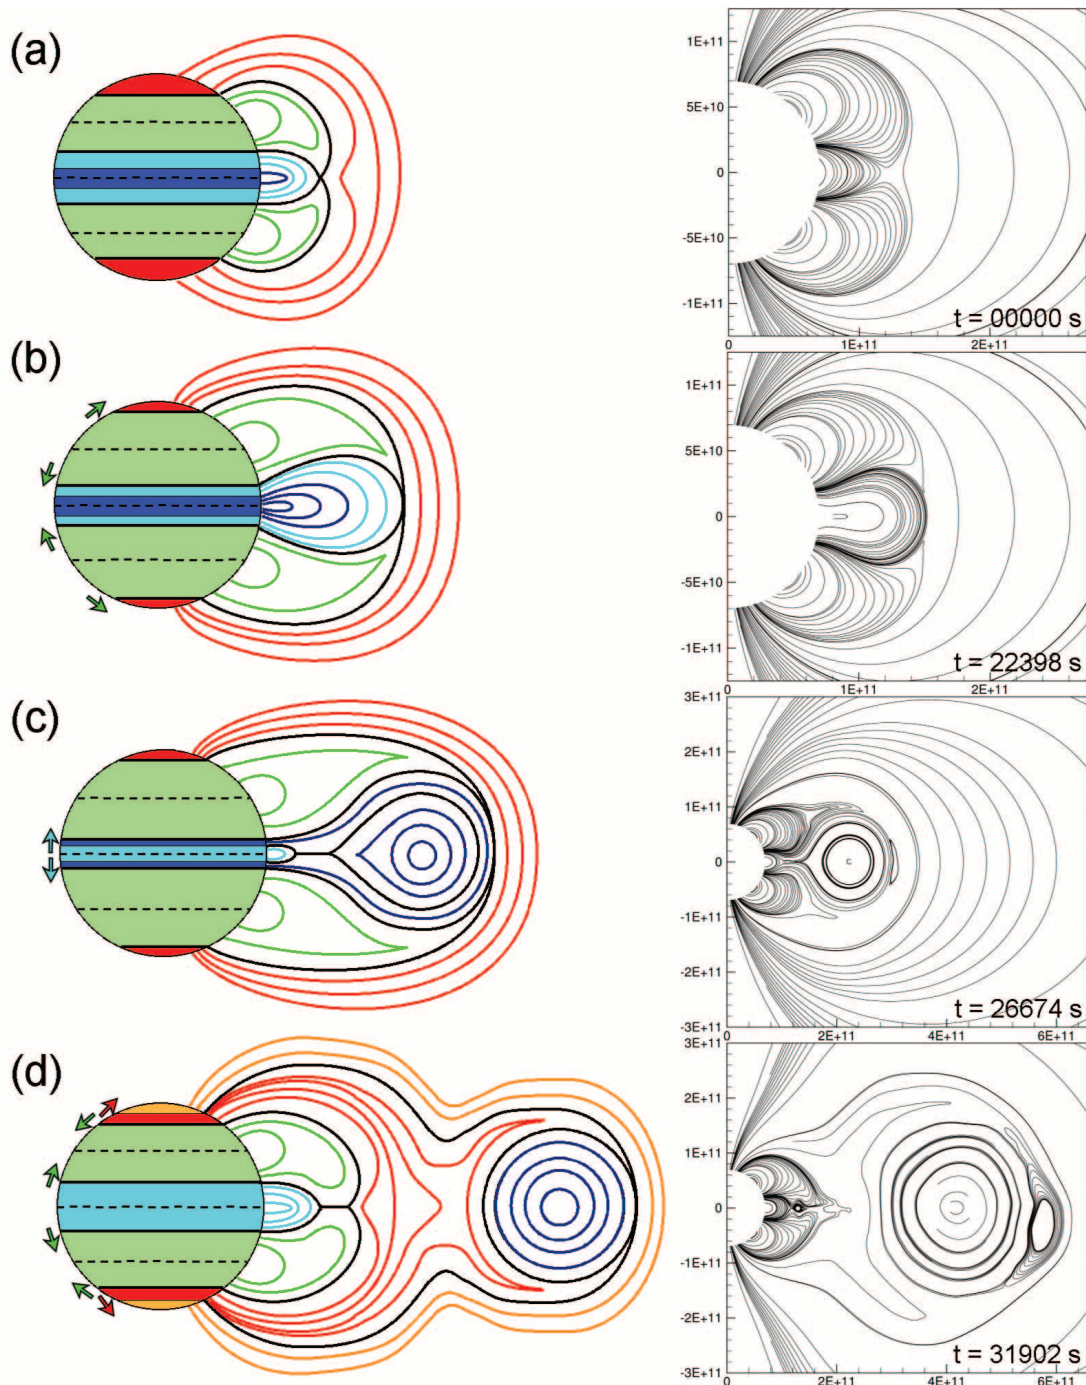 (a)
1E+11
5E+10
0
-5E+10
-1E+11
t = 00000 s
0
1E+11
2E+11
(b)
1E+11
5E+10
0
-5E+10
-1E+11
t = 22398 s
0
1E+11
2E+11
(c)
3E+11
2E+11
1E+11
0
-1E+11
-2E+11
-3E+11
t = 26674 s
0
2E+11
4E+11
6E+11
(d)
3E+11
2E+11
1E+11
0
-1E+11
-2E+11
-3E+11
t = 31902 s
0
2E+11
4E+11
6E+11